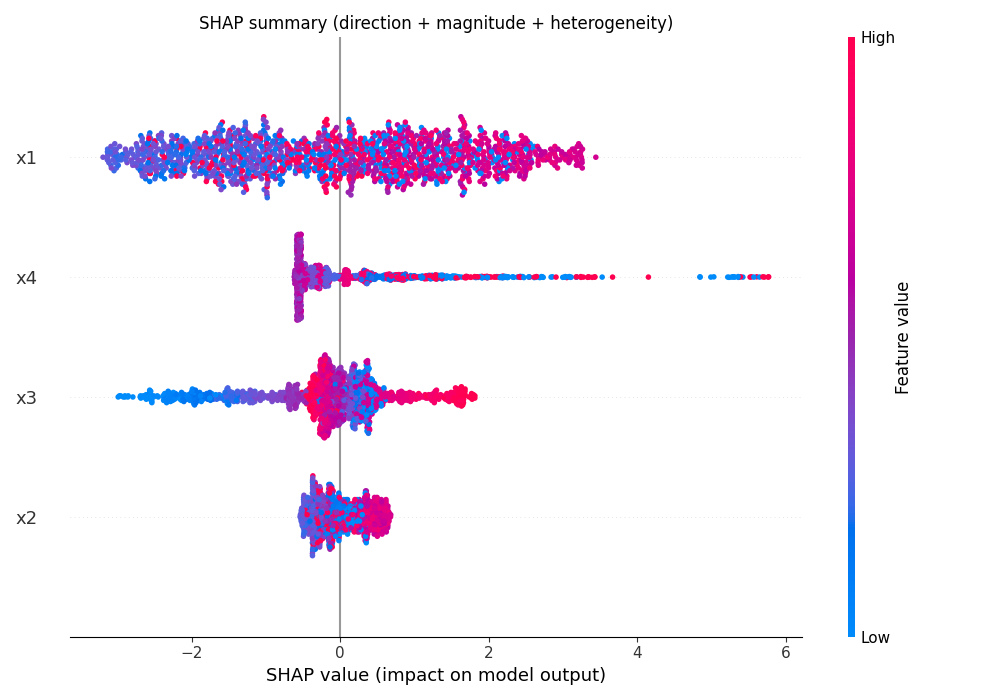 SHAP summary (direction + magnitude + heterogeneity)
High
x1
x4
x3
x2
Feature value
Low
−2
0
2
4
6
SHAP value (impact on model output)